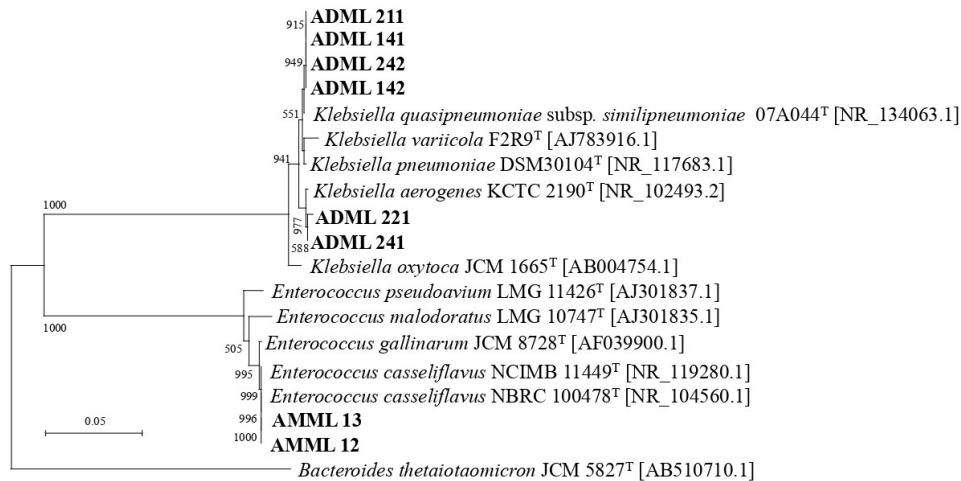 915
ADML 211
ADML 141
949
ADML 242
ADML 142
551
Klebsiella quasipneumoniae subsp. similipneumoniae 07A044ᵀ [NR_134063.1]
Klebsiella variicola F2R9ᵀ [AJ783916.1]
941
Klebsiella pneumoniae DSM30104ᵀ [NR_117683.1]
Klebsiella aerogenes KCTC 2190ᵀ [NR_102493.2]
1000
977
ADML 221
588
ADML 241
Klebsiella oxytoca JCM 1665ᵀ [AB004754.1]
Enterococcus pseudoavium LMG 11426ᵀ [AJ301837.1]
1000
Enterococcus malodoratus LMG 10747ᵀ [AJ301835.1]
505
Enterococcus gallinarum JCM 8728ᵀ [AF039900.1]
995
Enterococcus casseliflavus NCIMB 11449ᵀ [NR_119280.1]
999
Enterococcus casseliflavus NBRC 100478ᵀ [NR_104560.1]
0.05
996
AMML 13
1000
AMML 12
Bacteroides thetaiotaomicron JCM 5827ᵀ [AB510710.1]